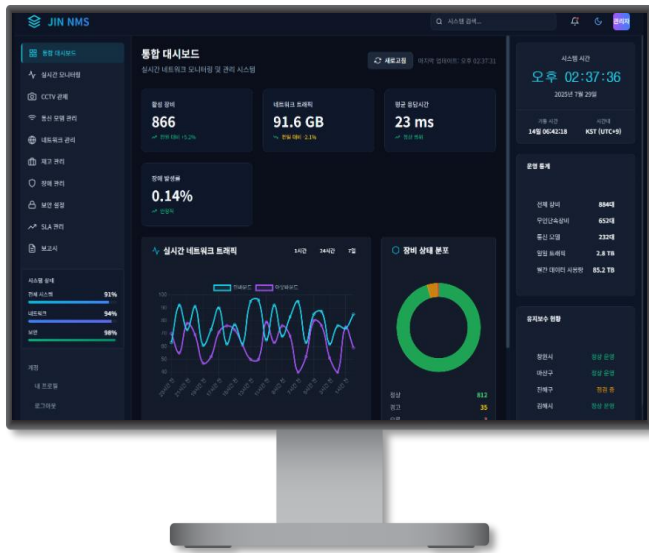 JIN NMS
시스템 검색...
관리자
통합 대시보드
실시간 모니터링
CCTV 관제
통신 모뎀 관리
네트워크 관리
재고 관리
장애 관리
보안 설정
SLA 관리
보고서
시스템 상태
전체 시스템 91%
네트워크 94%
보안 98%
계정
내 프로필
로그아웃
통합 대시보드
실시간 네트워크 모니터링 및 관리 시스템
새로고침
마지막 업데이트: 오후 02:37:31
활성 장비
866
전월 대비 +5.2%
네트워크 트래픽
91.6 GB
전일 대비 -2.1%
평균 응답시간
23 ms
정상 범위
장애 발생률
0.14%
안정적
실시간 네트워크 트래픽
1시간 24시간 7일
인바운드 아웃바운드
100
90
80
70
60
50
40
장비 상태 분포
정상 812
경고 35
시스템 시간
오후 02:37:36
2025년 7월 29일
가동 시간
14일 06:42:18
시간대
KST (UTC+9)
운영 통계
전체 장비 884대
무인단속장비 652대
통신 모뎀 232대
일일 트래픽 2.8 TB
월간 데이터 사용량 85.2 TB
유지보수 현황
창원시 정상 운영
마산구 정상 운영
진해구 점검 중
김해시 정상 운영